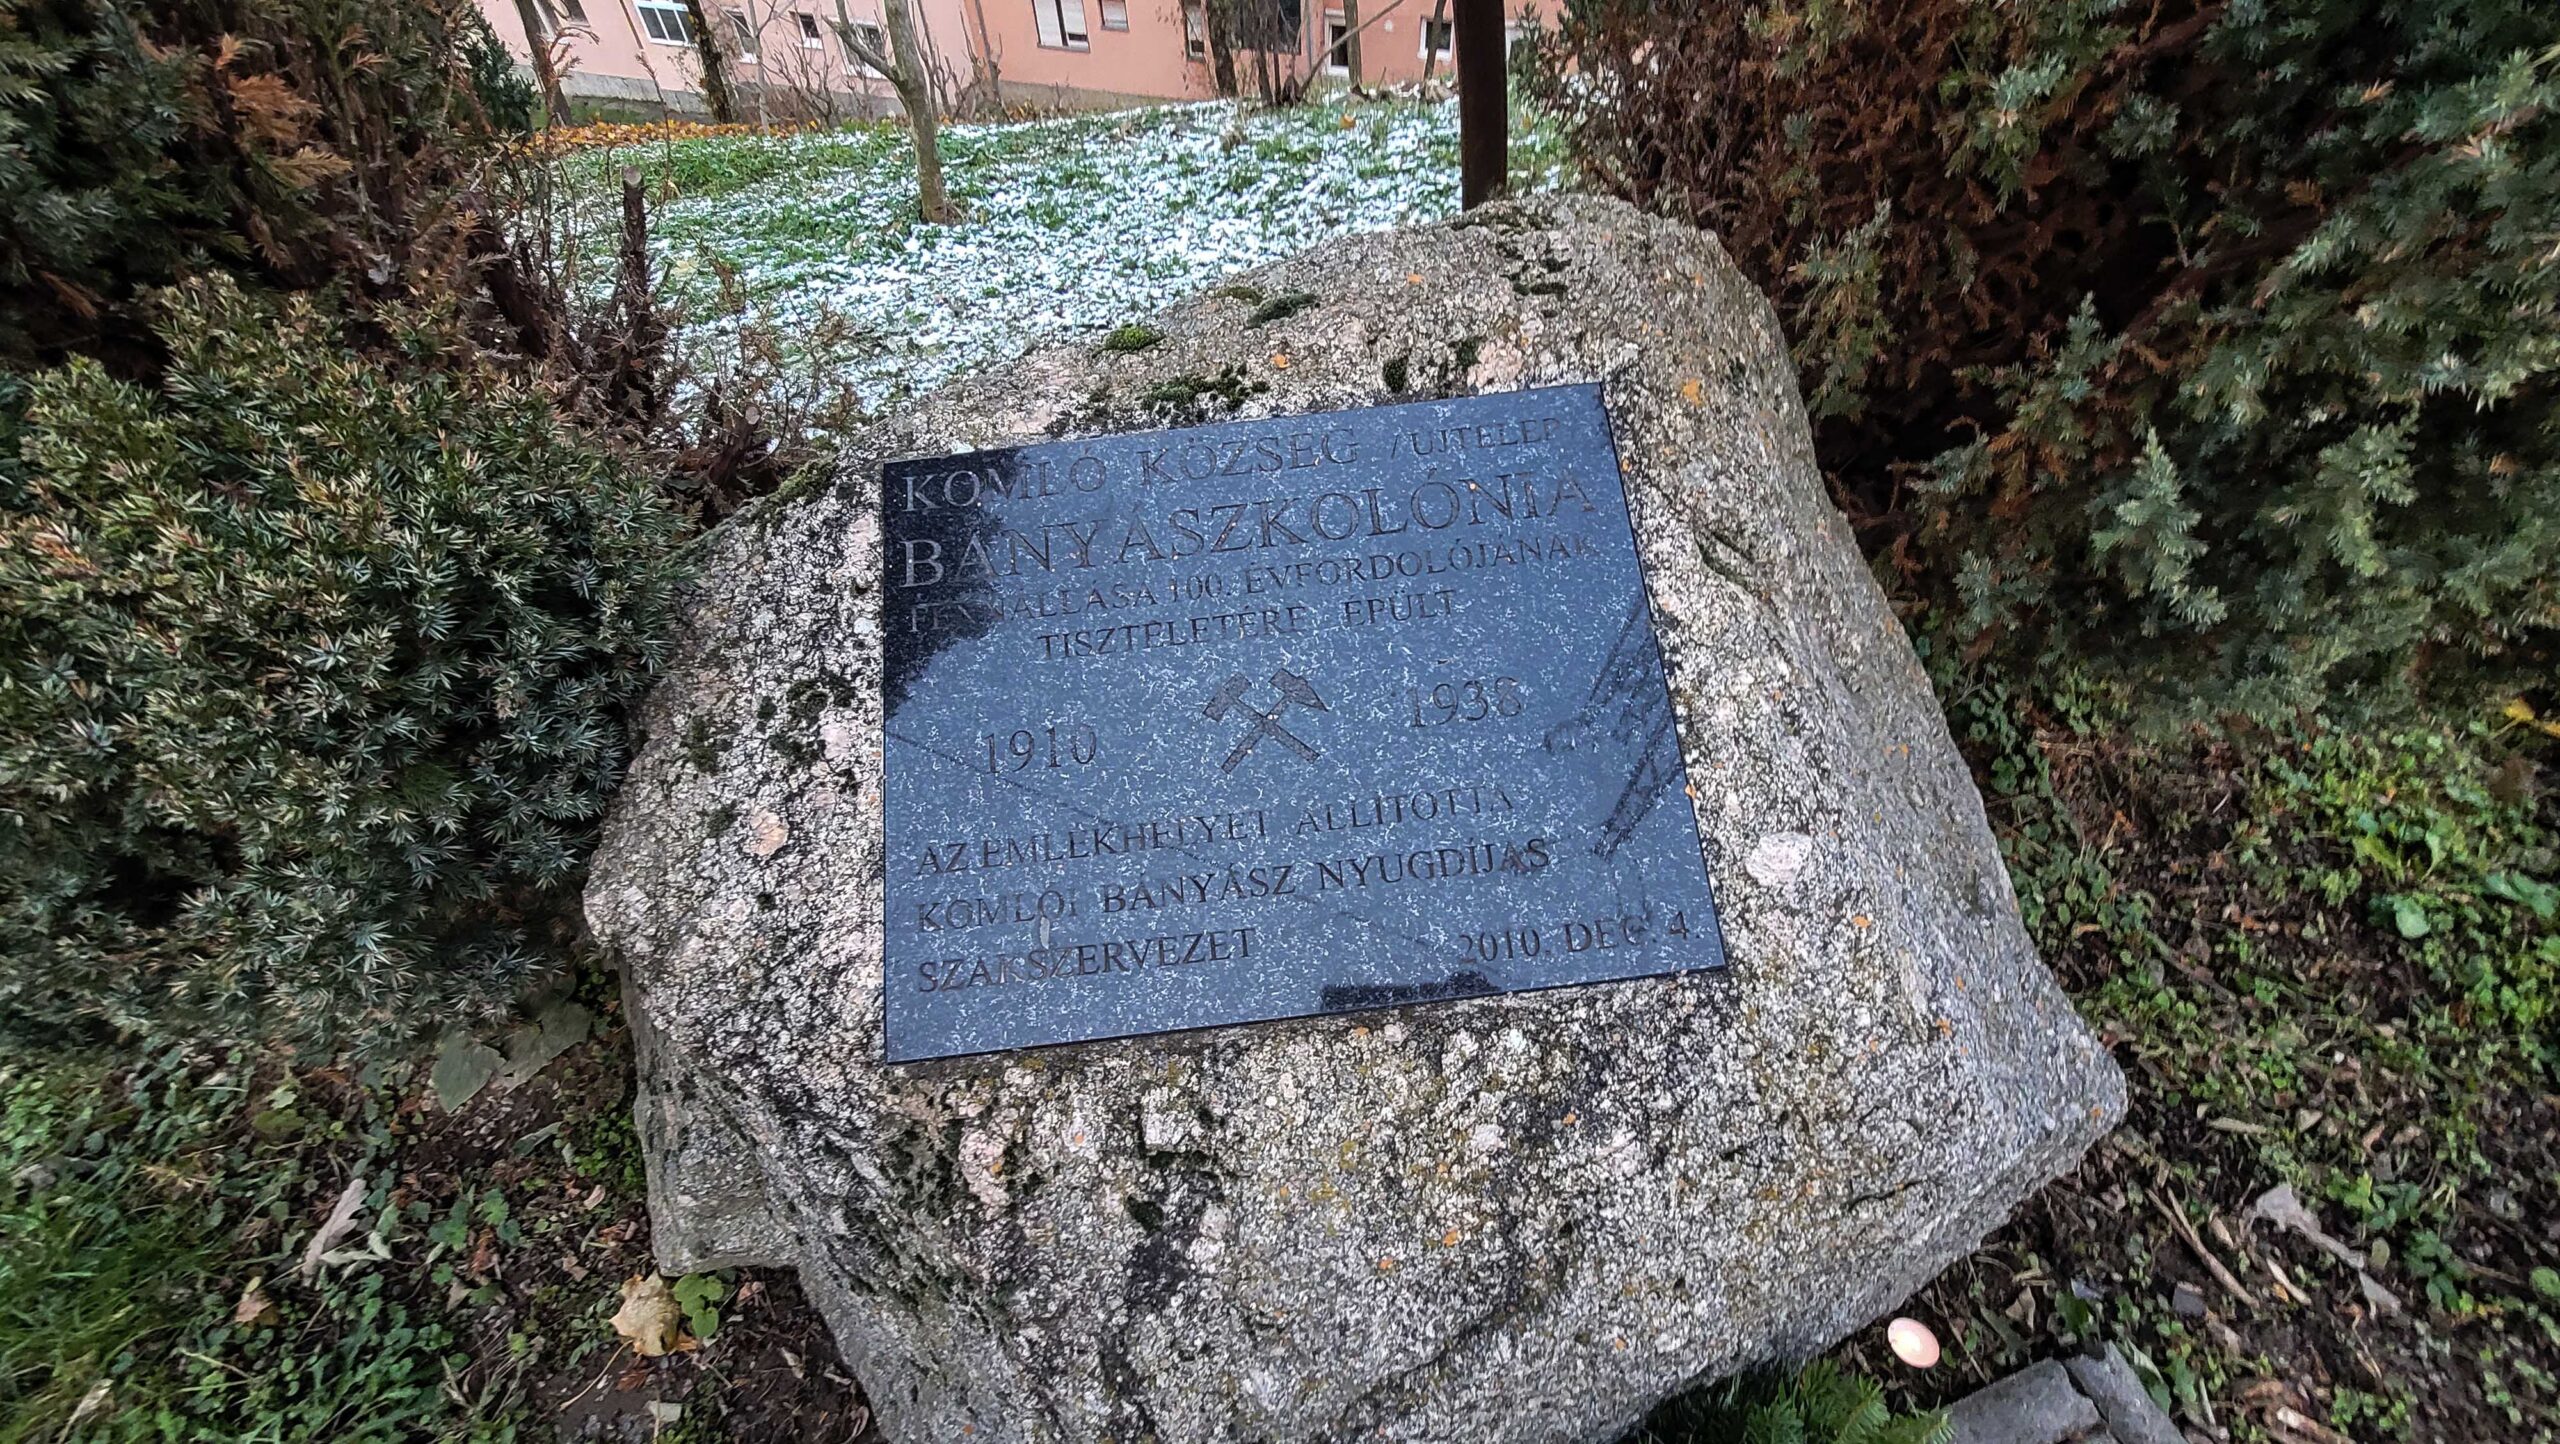 KOMLÓ KÖZSÉG /ÚJTELEP/
BÁNYÁSZKOLÓNIA
FENNÁLLÁSA 100. ÉVFORDOLÓJÁNAK
TISZTELETÉRE ÉPÜLT
1910 1938
AZ EMLÉKHELYET ÁLLÍTOTTA
KOMLÓI BÁNYÁSZ NYUGDÍJAS
SZAKSZERVEZET 2010. DEC. 4.